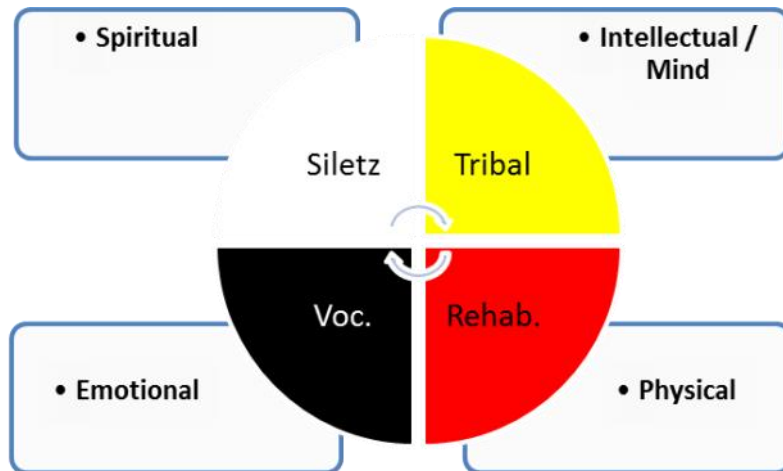 • Spiritual
• Intellectual /
Mind
Siletz
Tribal
Voc.
Rehab.
• Emotional
• Physical